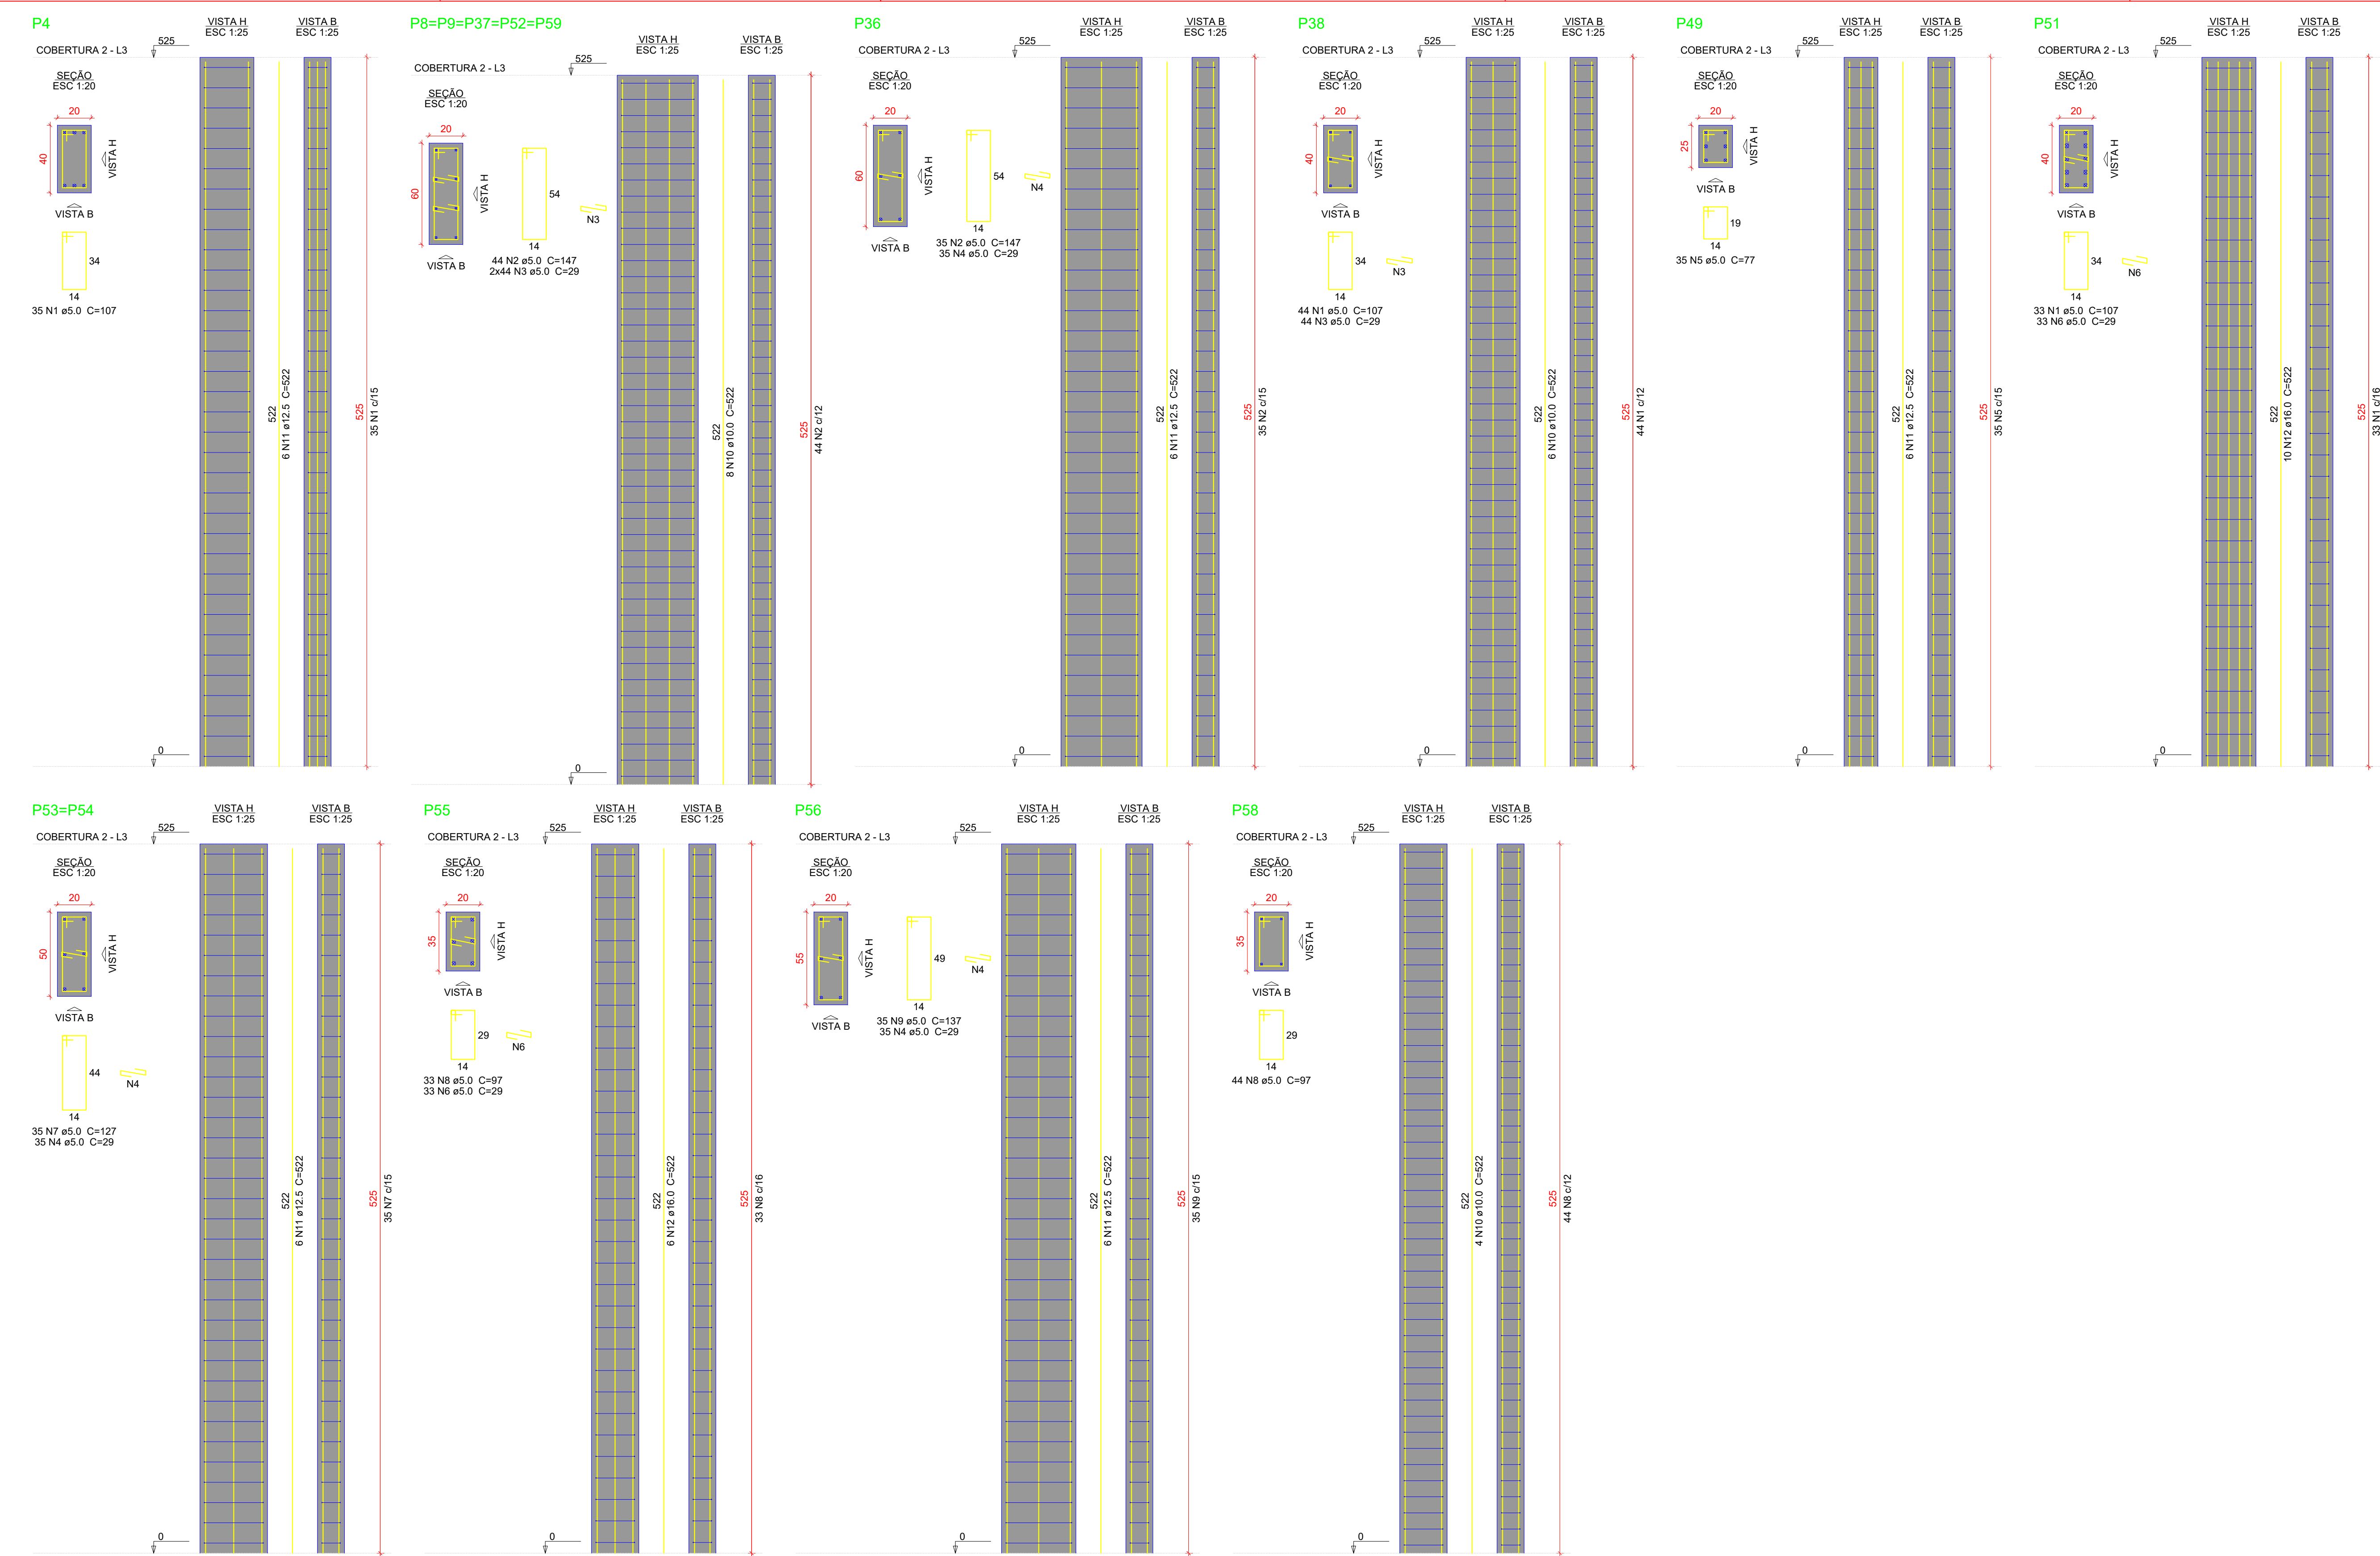 P4
VISTA H
ESC 1:25
VISTA B
ESC 1:25
COBERTURA 2 - L3
525
SEÇÃO
ESC 1:20
20
40
VISTA H
VISTA B
34
14
35 N1 ø5.0  C=107
522
6 N11 ø12.5  C=522
525
35 N1 c/15
0
P8=P9=P37=P52=P59
VISTA H
ESC 1:25
VISTA B
ESC 1:25
COBERTURA 2 - L3
525
SEÇÃO
ESC 1:20
20
60
VISTA H
VISTA B
54
14
N3
44 N2 ø5.0  C=147
2x44 N3 ø5.0  C=29
522
8 N10 ø10.0  C=522
525
44 N2 c/12
0
P36
VISTA H
ESC 1:25
VISTA B
ESC 1:25
COBERTURA 2 - L3
525
SEÇÃO
ESC 1:20
20
60
VISTA H
VISTA B
54
14
N4
35 N2 ø5.0  C=147
35 N4 ø5.0  C=29
522
6 N11 ø12.5  C=522
525
35 N2 c/15
0
P38
VISTA H
ESC 1:25
VISTA B
ESC 1:25
COBERTURA 2 - L3
525
SEÇÃO
ESC 1:20
20
40
VISTA H
VISTA B
34
14
N3
44 N1 ø5.0  C=107
44 N3 ø5.0  C=29
522
6 N10 ø10.0  C=522
525
44 N1 c/12
0
P49
VISTA H
ESC 1:25
VISTA B
ESC 1:25
COBERTURA 2 - L3
525
SEÇÃO
ESC 1:20
20
25
VISTA H
VISTA B
19
14
35 N5 ø5.0  C=77
522
6 N11 ø12.5  C=522
525
35 N5 c/15
0
P51
VISTA H
ESC 1:25
VISTA B
ESC 1:25
COBERTURA 2 - L3
525
SEÇÃO
ESC 1:20
20
40
VISTA H
VISTA B
34
14
N6
33 N1 ø5.0  C=107
33 N6 ø5.0  C=29
522
10 N12 ø16.0  C=522
525
33 N1 c/16
0
P53=P54
VISTA H
ESC 1:25
VISTA B
ESC 1:25
COBERTURA 2 - L3
525
SEÇÃO
ESC 1:20
20
50
VISTA H
VISTA B
44
14
N4
35 N7 ø5.0  C=127
35 N4 ø5.0  C=29
522
6 N11 ø12.5  C=522
525
35 N7 c/15
0
P55
VISTA H
ESC 1:25
VISTA B
ESC 1:25
COBERTURA 2 - L3
525
SEÇÃO
ESC 1:20
20
35
VISTA H
VISTA B
29
14
N6
33 N8 ø5.0  C=97
33 N6 ø5.0  C=29
522
6 N12 ø16.0  C=522
525
33 N8 c/16
0
P56
VISTA H
ESC 1:25
VISTA B
ESC 1:25
COBERTURA 2 - L3
525
SEÇÃO
ESC 1:20
20
55
VISTA H
VISTA B
49
14
N4
35 N9 ø5.0  C=137
35 N4 ø5.0  C=29
522
6 N11 ø12.5  C=522
525
35 N9 c/15
0
P58
VISTA H
ESC 1:25
VISTA B
ESC 1:25
COBERTURA 2 - L3
525
SEÇÃO
ESC 1:20
20
35
VISTA H
VISTA B
29
14
44 N8 ø5.0  C=97
522
4 N10 ø10.0  C=522
525
44 N8 c/12
0